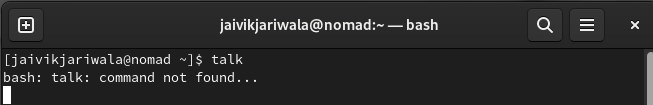 jaivikjariwala@nomad:~ — bash
[jaivikjariwala@nomad ~]$ talk
bash: talk: command not found...